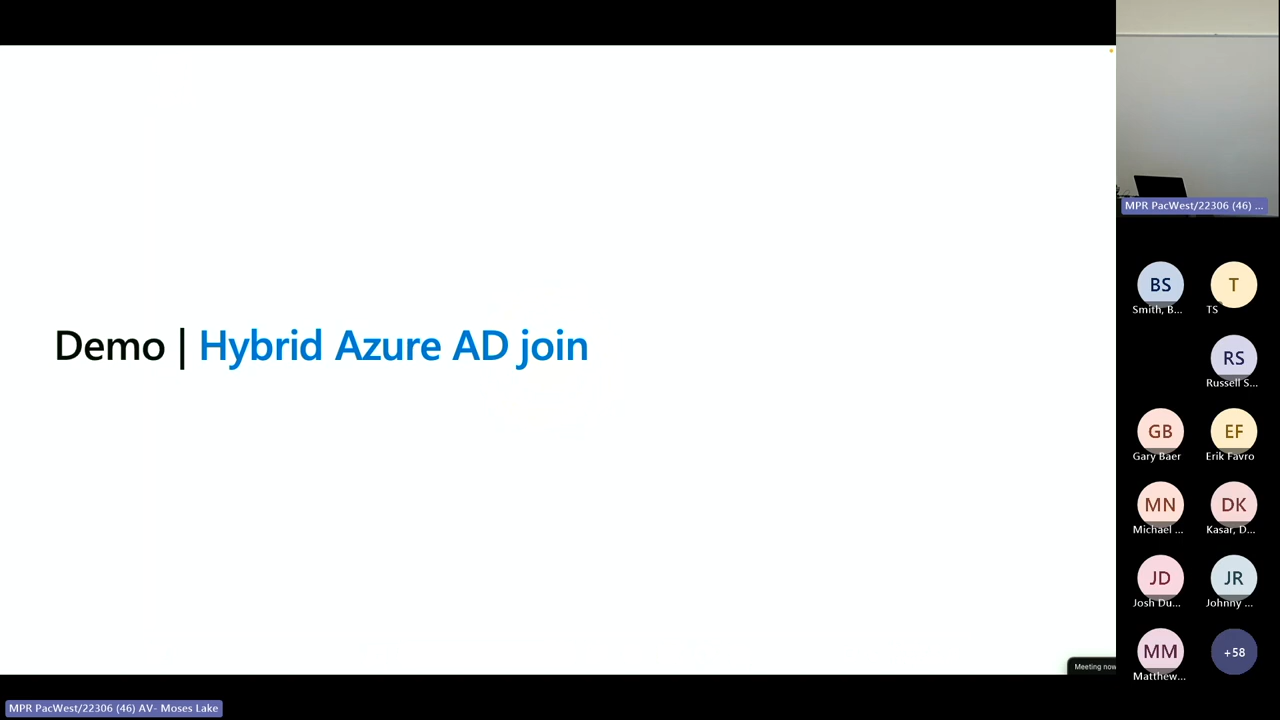 MPR PacWest/22306 (46) ...
BS
T
Smith, B...
TS
RS
Russell S...
Demo | Hybrid Azure AD join
GB
EF
Gary Baer
Erik Favro
MN
DK
Michael ...
Kasar, D...
JD
JR
Josh Du...
Johnny ...
MM
+58
Matthew...
Meeting now
MPR PacWest/22306 (46) AV- Moses Lake